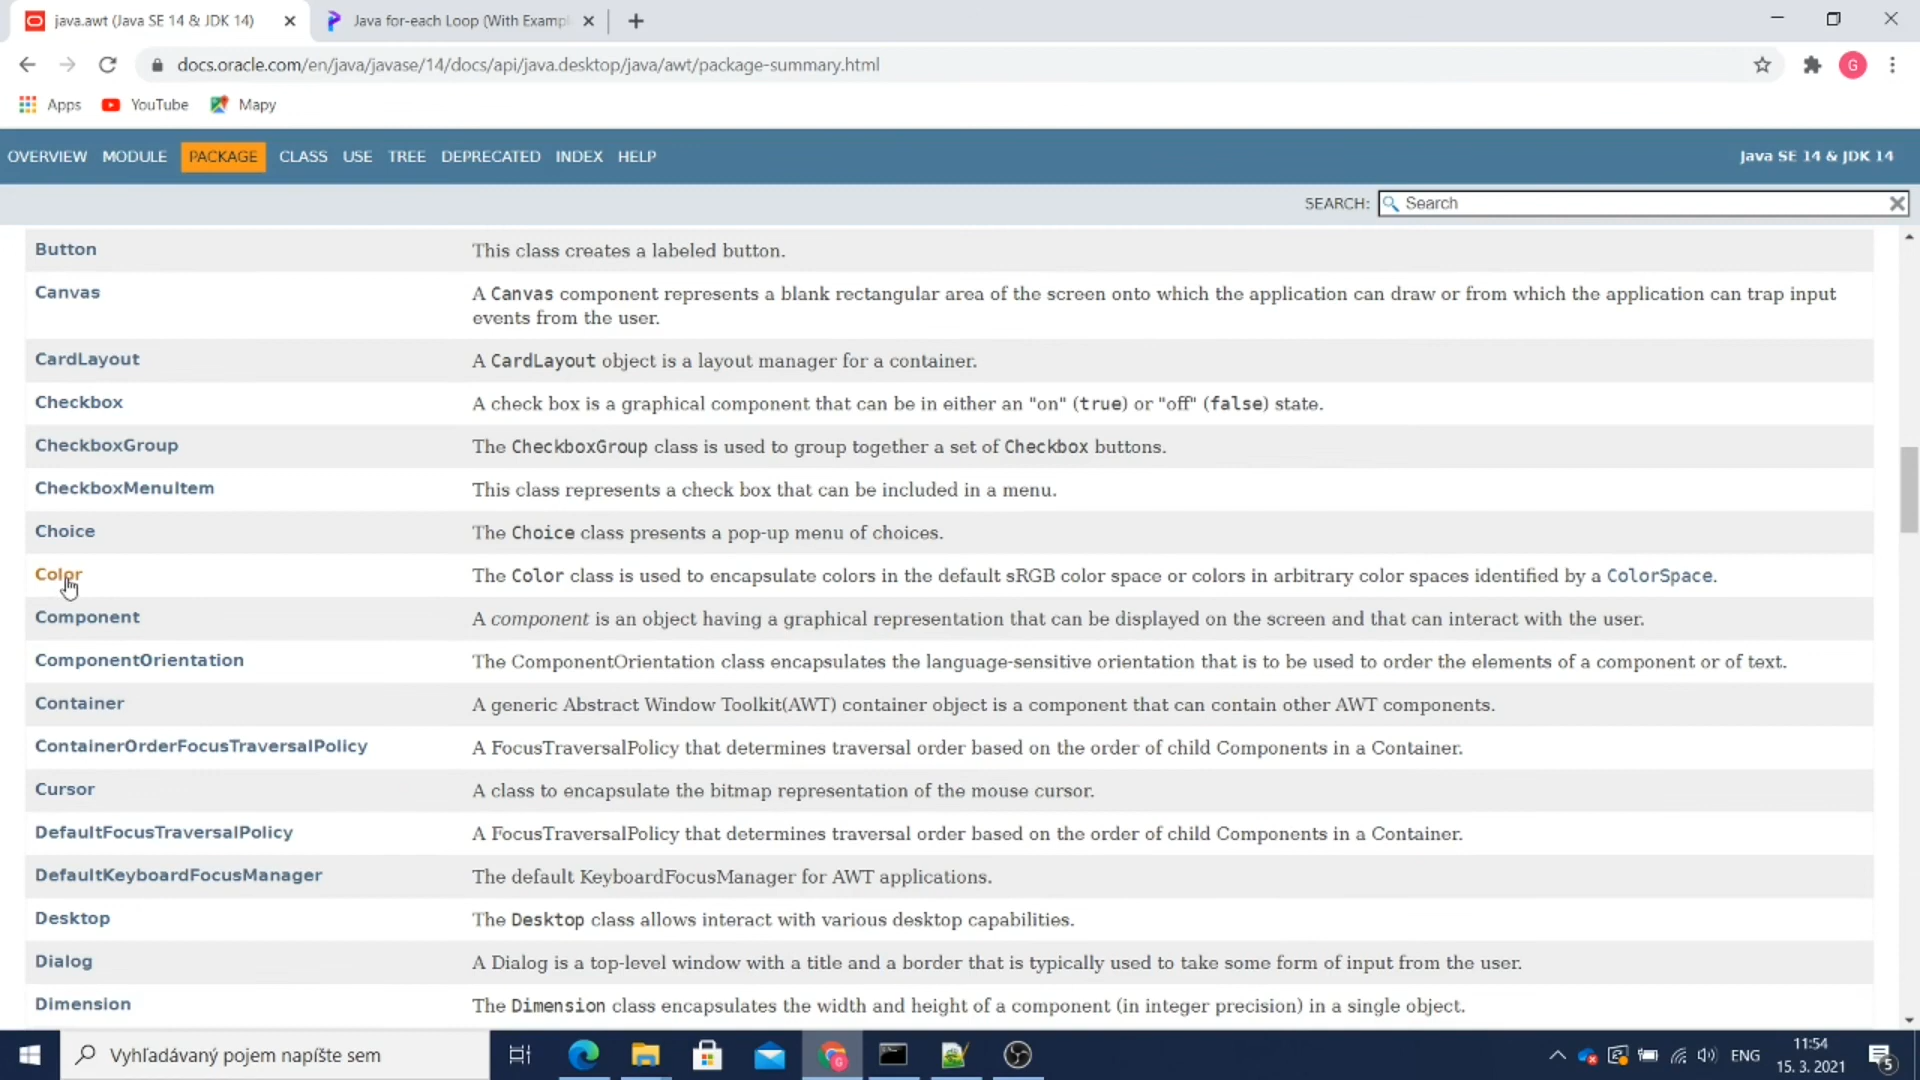 java.awt (Java SE 14 & JDK 14)
Java for-each Loop (With Examp
docs.oracle.com/en/java/javase/14/docs/api/java.desktop/java/awt/package-summary.html
G
Apps
YouTube
Mapy
OVERVIEW MODULE PACKAGE CLASS USE TREE DEPRECATED INDEX HELP
Java SE 14 & JDK 14
SEARCH:
Search
Button
This class creates a labeled button.
Canvas
A Canvas component represents a blank rectangular area of the screen onto which the application can draw or from which the application can trap input
events from the user.
CardLayout
A CardLayout object is a layout manager for a container.
Checkbox
A check box is a graphical component that can be in either an "on" (true) or "off" (false) state.
CheckboxGroup
The CheckboxGroup class is used to group together a set of Checkbox buttons.
CheckboxMenuItem
This class represents a check box that can be included in a menu.
Choice
The Choice class presents a pop-up menu of choices.
Color
The Color class is used to encapsulate colors in the default sRGB color space or colors in arbitrary color spaces identified by a ColorSpace.
Component
A component is an object having a graphical representation that can be displayed on the screen and that can interact with the user.
ComponentOrientation
The ComponentOrientation class encapsulates the language-sensitive orientation that is to be used to order the elements of a component or of text.
Container
A generic Abstract Window Toolkit(AWT) container object is a component that can contain other AWT components.
ContainerOrderFocusTraversalPolicy
A FocusTraversalPolicy that determines traversal order based on the order of child Components in a Container.
Cursor
A class to encapsulate the bitmap representation of the mouse cursor.
DefaultFocusTraversalPolicy
A FocusTraversalPolicy that determines traversal order based on the order of child Components in a Container.
DefaultKeyboardFocusManager
The default KeyboardFocusManager for AWT applications.
Desktop
The Desktop class allows interact with various desktop capabilities.
Dialog
A Dialog is a top-level window with a title and a border that is typically used to take some form of input from the user.
Dimension
The Dimension class encapsulates the width and height of a component (in integer precision) in a single object.
Vyhľadávaný pojem napíšte sem
ENG
11:54
15. 3. 2021
5